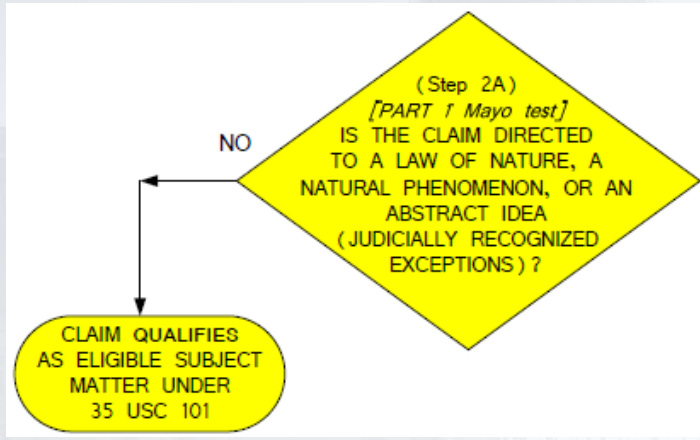 (Step 2A)
[PART 1 Mayo test]
IS THE CLAIM DIRECTED
TO A LAW OF NATURE, A
NATURAL PHENOMENON, OR AN
ABSTRACT IDEA
(JUDICIALLY RECOGNIZED
EXCEPTIONS)?
NO
CLAIM QUALIFIES
AS ELIGIBLE SUBJECT
MATTER UNDER
35 USC 101